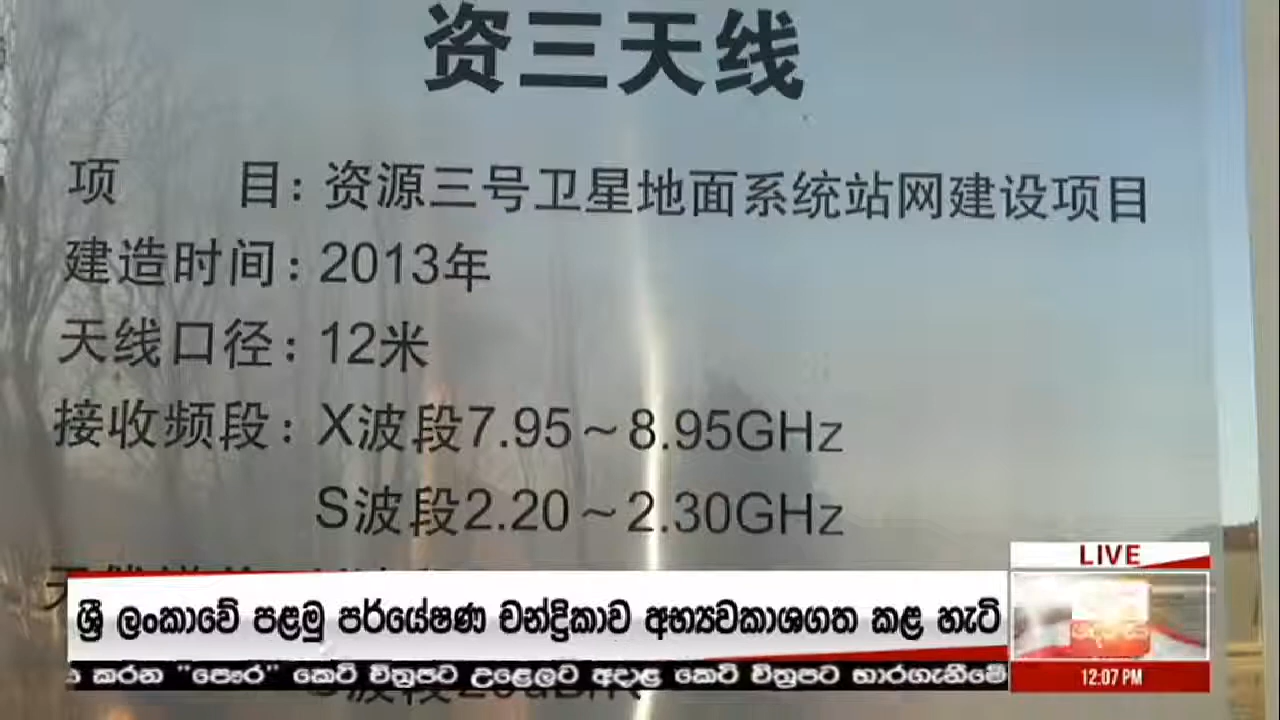 资三天线
项 目: 资源三号卫星地面系统站网建设项目
建造时间: 2013年
天线口径: 12米
接收频段: X波段7.95~8.95GHz
S波段2.20~2.30GHz
LIVE
ශ්‍රී ලංකාවේ පළමු පර්යේෂණ චන්ද්‍රිකාව අභ්‍යවකාශගත කළ හැටි
කරන "පෞර" කෙටි චිත්‍රපට උළෙලට අදාළ කෙටි චිත්‍රපට භාරගැනීමේ
12:07 PM